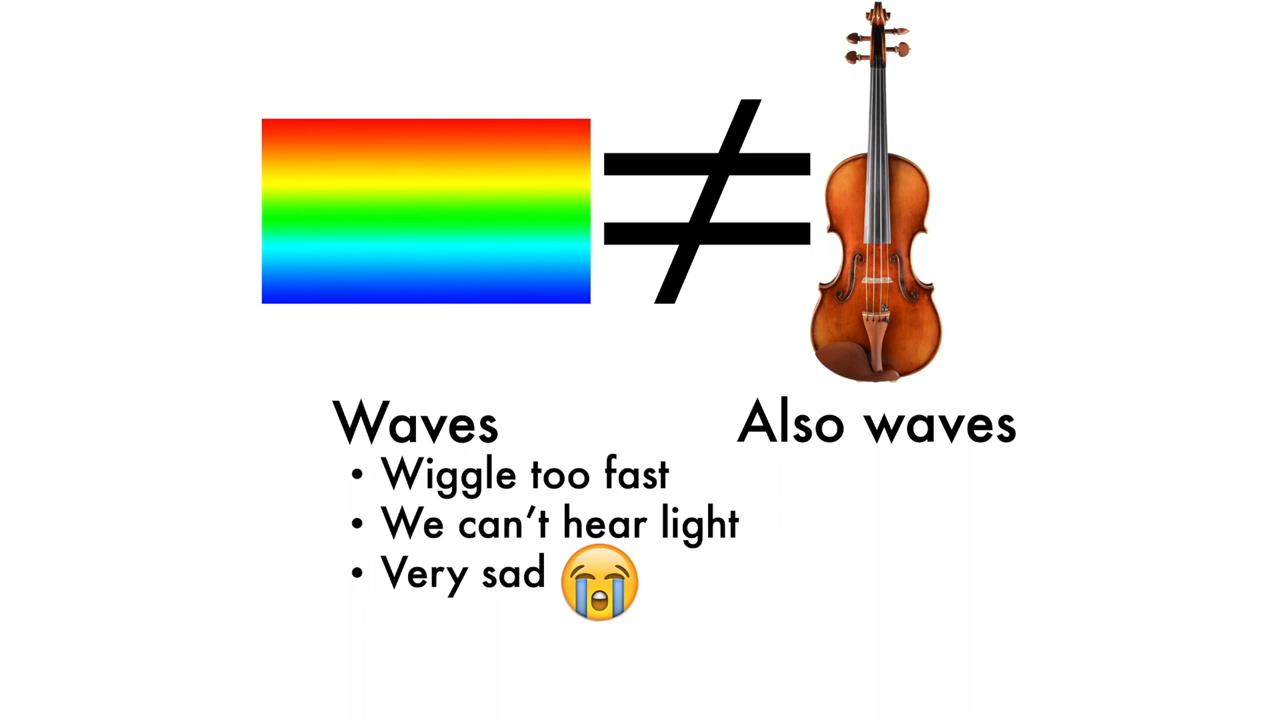 Waves
• Wiggle too fast
• We can’t hear light
• Very sad 😭
Also waves